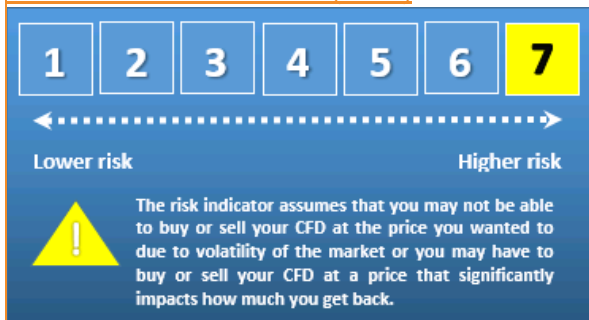 1 2 3 4 5 6 7
Lower risk Higher risk
!
The risk indicator assumes that you may not be able
to buy or sell your CFD at the price you wanted to
due to volatility of the market or you may have to
buy or sell your CFD at a price that significantly
impacts how much you get back.